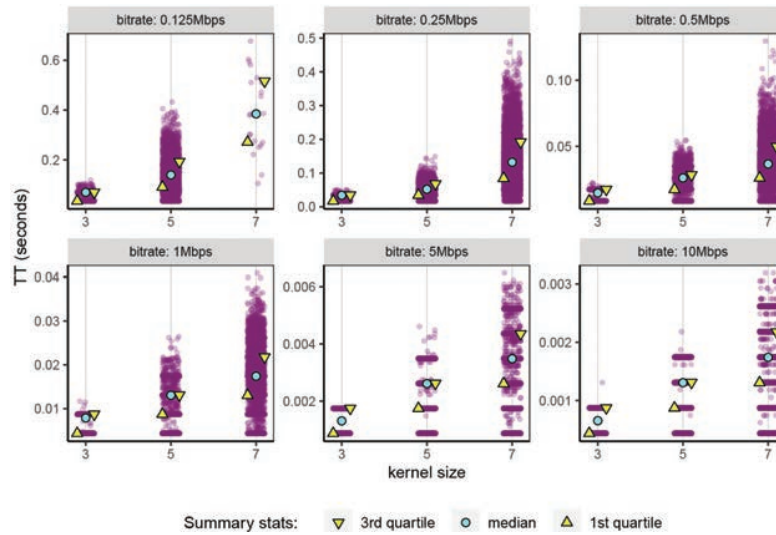 bitrate: 0.125Mbps bitrate: 0.25Mbps bitrate: 0.5Mbps
0.6
0.4
0.2
3 5 7
0.5
0.4
0.3
0.2
0.1
0.0
3 5 7
0.10
0.05
3 5 7
TT (seconds)
bitrate: 1Mbps bitrate: 5Mbps bitrate: 10Mbps
0.04
0.03
0.02
0.01
3 5 7
0.006
0.004
0.002
3 5 7
0.003
0.002
0.001
3 5 7
kernel size
Summary stats: 3rd quartile median 1st quartile